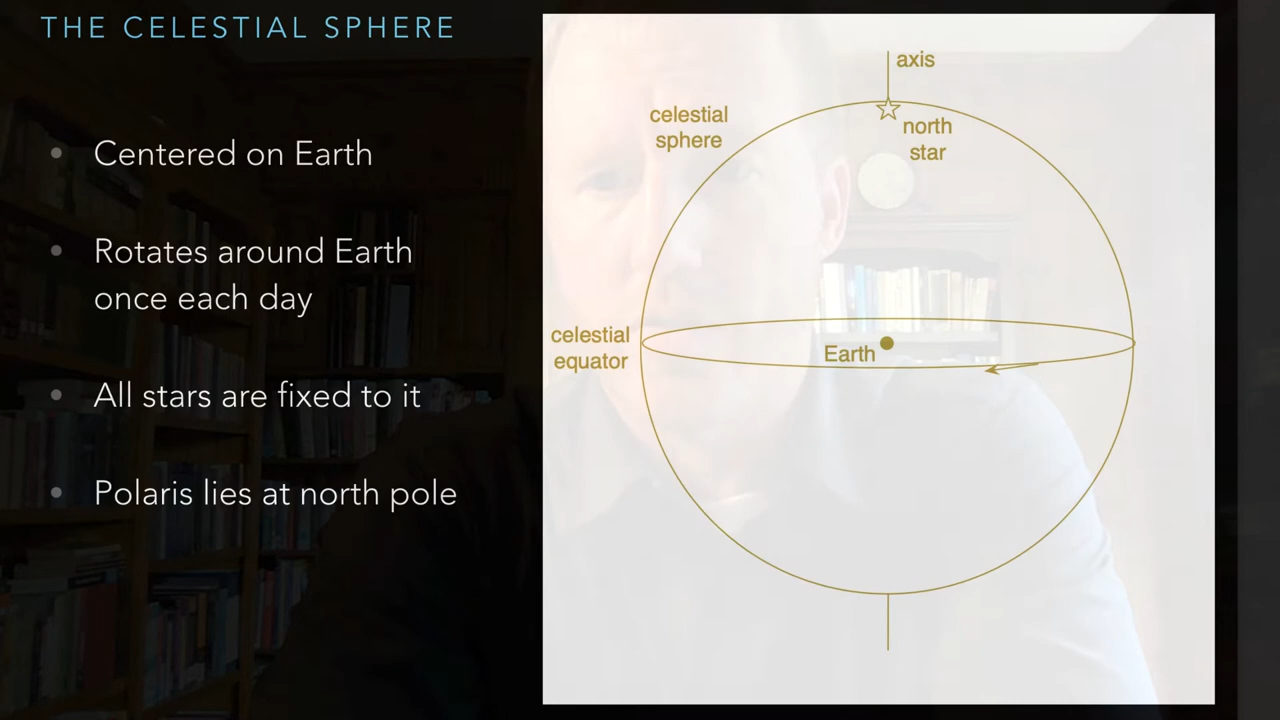 THE CELESTIAL SPHERE
• Centered on Earth
• Rotates around Earth
once each day
• All stars are fixed to it
• Polaris lies at north pole
axis
celestial
sphere
north
star
celestial
equator
Earth